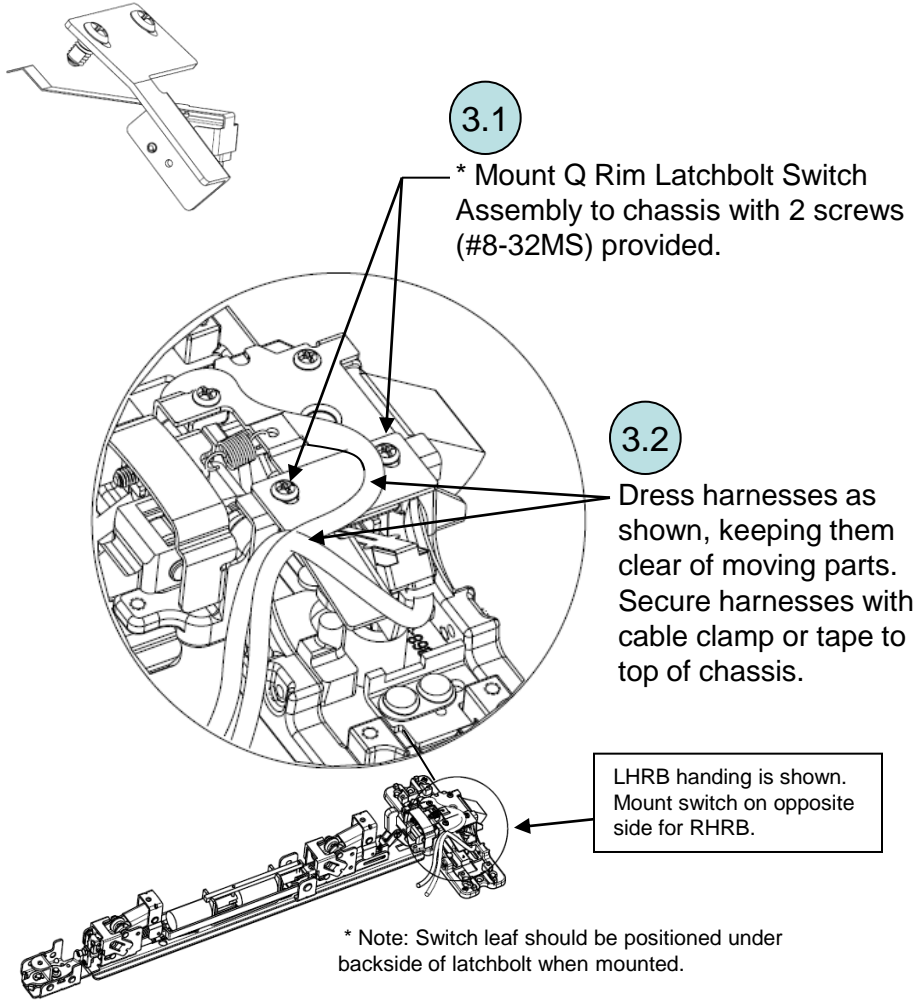 3.1
* Mount Q Rim Latchbolt Switch
Assembly to chassis with 2 screws
(#8-32MS) provided.
3.2
Dress harnesses as
shown, keeping them
clear of moving parts.
Secure harnesses with
cable clamp or tape to
top of chassis.
LHRB handing is shown.
Mount switch on opposite
side for RHRB.
* Note: Switch leaf should be positioned under
backside of latchbolt when mounted.